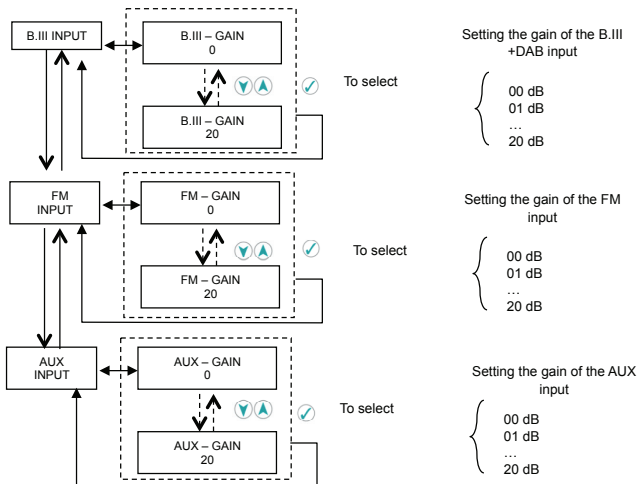 B.III INPUT
B.III – GAIN
0
B.III – GAIN
20
To select
Setting the gain of the B.III
+DAB input
00 dB
01 dB
...
20 dB
FM
INPUT
FM – GAIN
0
FM – GAIN
20
To select
Setting the gain of the FM
input
00 dB
01 dB
...
20 dB
AUX
INPUT
AUX – GAIN
0
AUX – GAIN
20
To select
Setting the gain of the AUX
input
00 dB
01 dB
...
20 dB